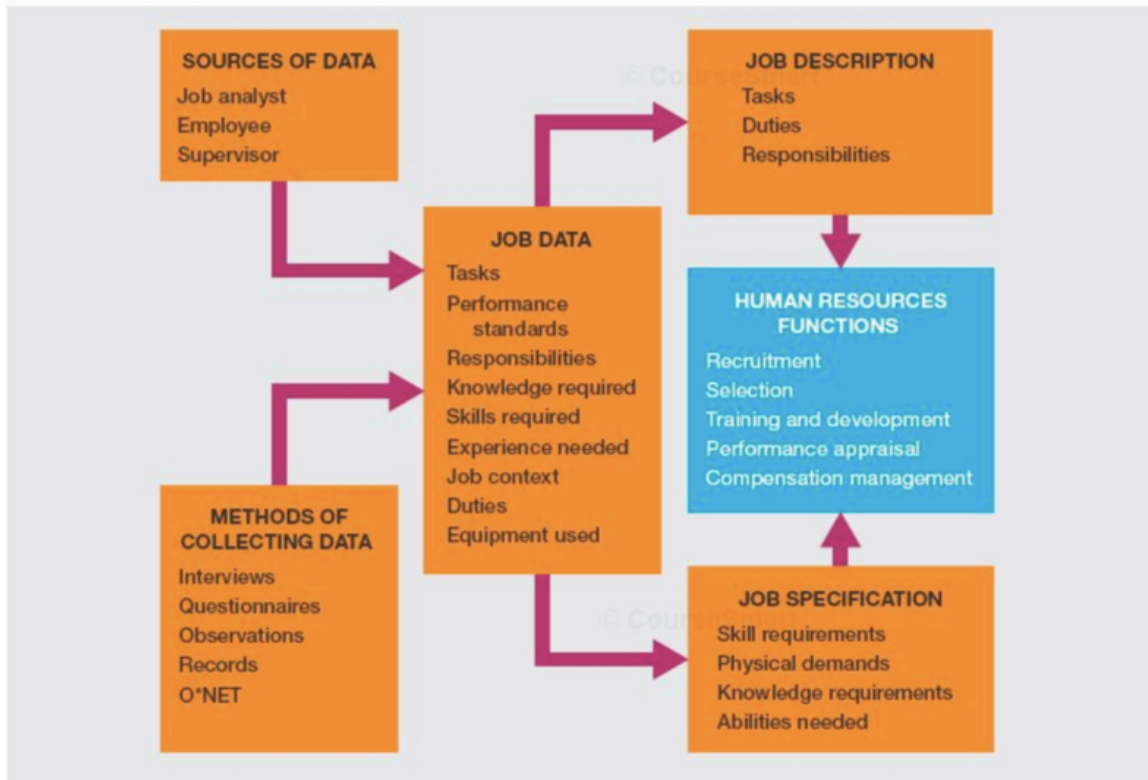 SOURCES OF DATA
Job analyst
Employee
Supervisor
METHODS OF
COLLECTING DATA
Interviews
Questionnaires
Observations
Records
O*NET
JOB DATA
Tasks
Performance
standards
Responsibilities
Knowledge required
Skills required
Experience needed
Job context
Duties
Equipment used
© CourseSmart
JOB DESCRIPTION
Tasks
Duties
Responsibilities
HUMAN RESOURCES
FUNCTIONS
Recruitment
Selection
Training and development
Performance appraisal
Compensation management
© CourseSmart
JOB SPECIFICATION
Skill requirements
Physical demands
Knowledge requirements
Abilities needed